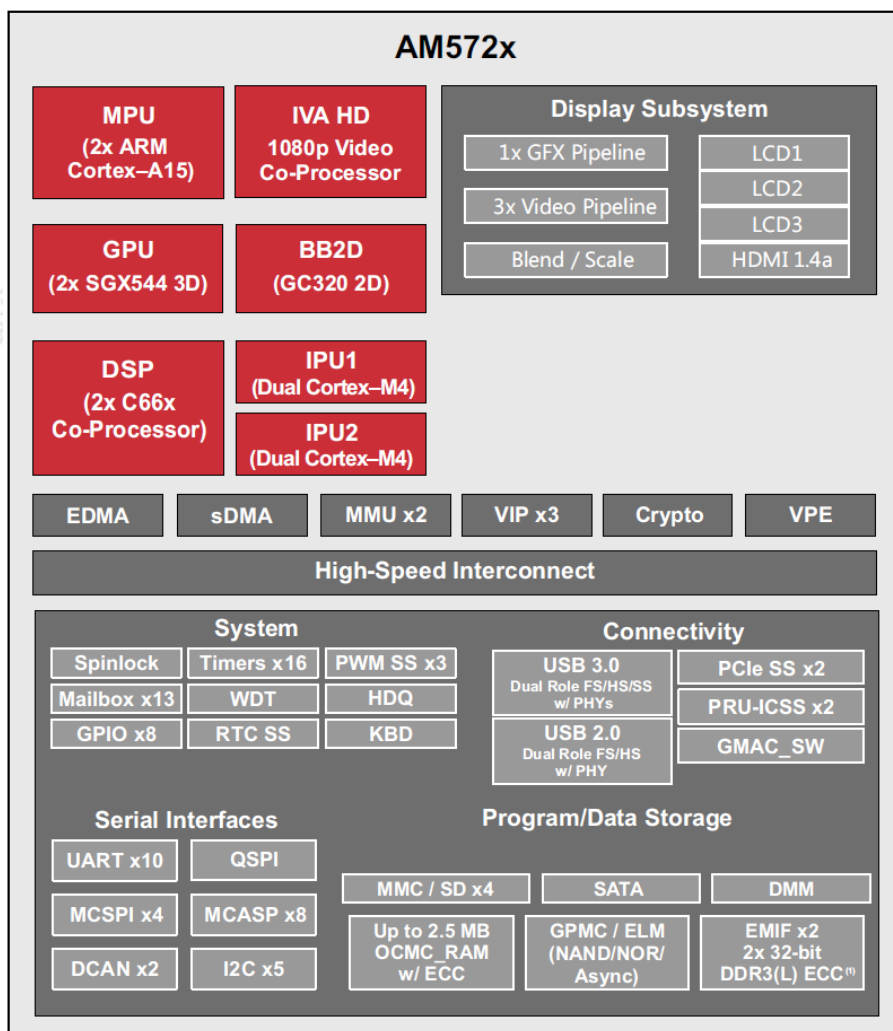 AM572x
MPU
(2x ARM
Cortex–A15)
IVA HD
1080p Video
Co-Processor
Display Subsystem
1x GFX Pipeline
3x Video Pipeline
Blend / Scale
LCD1
LCD2
LCD3
HDMI 1.4a
GPU
(2x SGX544 3D)
BB2D
(GC320 2D)
DSP
(2x C66x
Co-Processor)
IPU1
(Dual Cortex–M4)
IPU2
(Dual Cortex–M4)
EDMA
sDMA
MMU x2
VIP x3
Crypto
VPE
High-Speed Interconnect
System
Spinlock
Timers x16
PWM SS x3
Mailbox x13
WDT
HDQ
GPIO x8
RTC SS
KBD
Connectivity
USB 3.0
Dual Role FS/HS/SS
w/ PHYs
USB 2.0
Dual Role FS/HS
w/ PHY
PCIe SS x2
PRU-ICSS x2
GMAC_SW
Serial Interfaces
UART x10
QSPI
MCSPI x4
MCASP x8
DCAN x2
I2C x5
Program/Data Storage
MMC / SD x4
SATA
DMM
Up to 2.5 MB
OCMC_RAM
w/ ECC
GPMC / ELM
(NAND/NOR/
Async)
EMIF x2
2x 32-bit
DDR3(L) ECC(1)